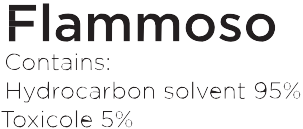 Flammoso
Contains:
Hydrocarbon solvent 95%
Toxicole 5%